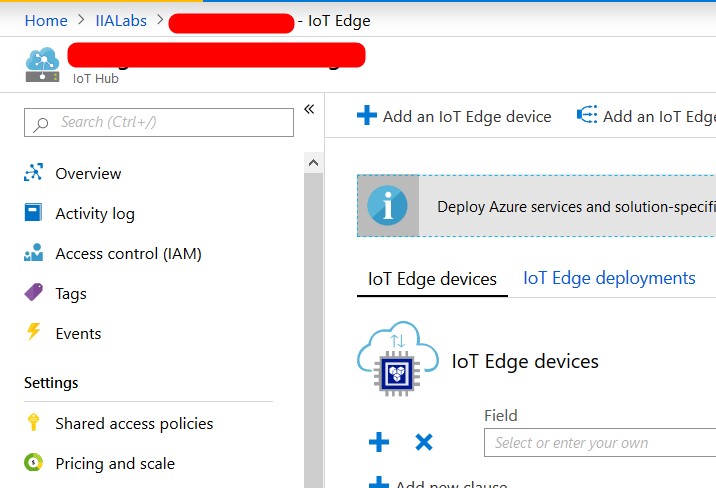 Home > IIALabs > - IoT Edge
IoT Hub
Search (Ctrl+/)
«
Add an IoT Edge device
Add an IoT Edge
Overview
Activity log
Access control (IAM)
Tags
Events
Deploy Azure services and solution-specifi
IoT Edge devices
IoT Edge deployments
IoT Edge devices
Settings
Shared access policies
Pricing and scale
Field
Select or enter your own
Add new clause